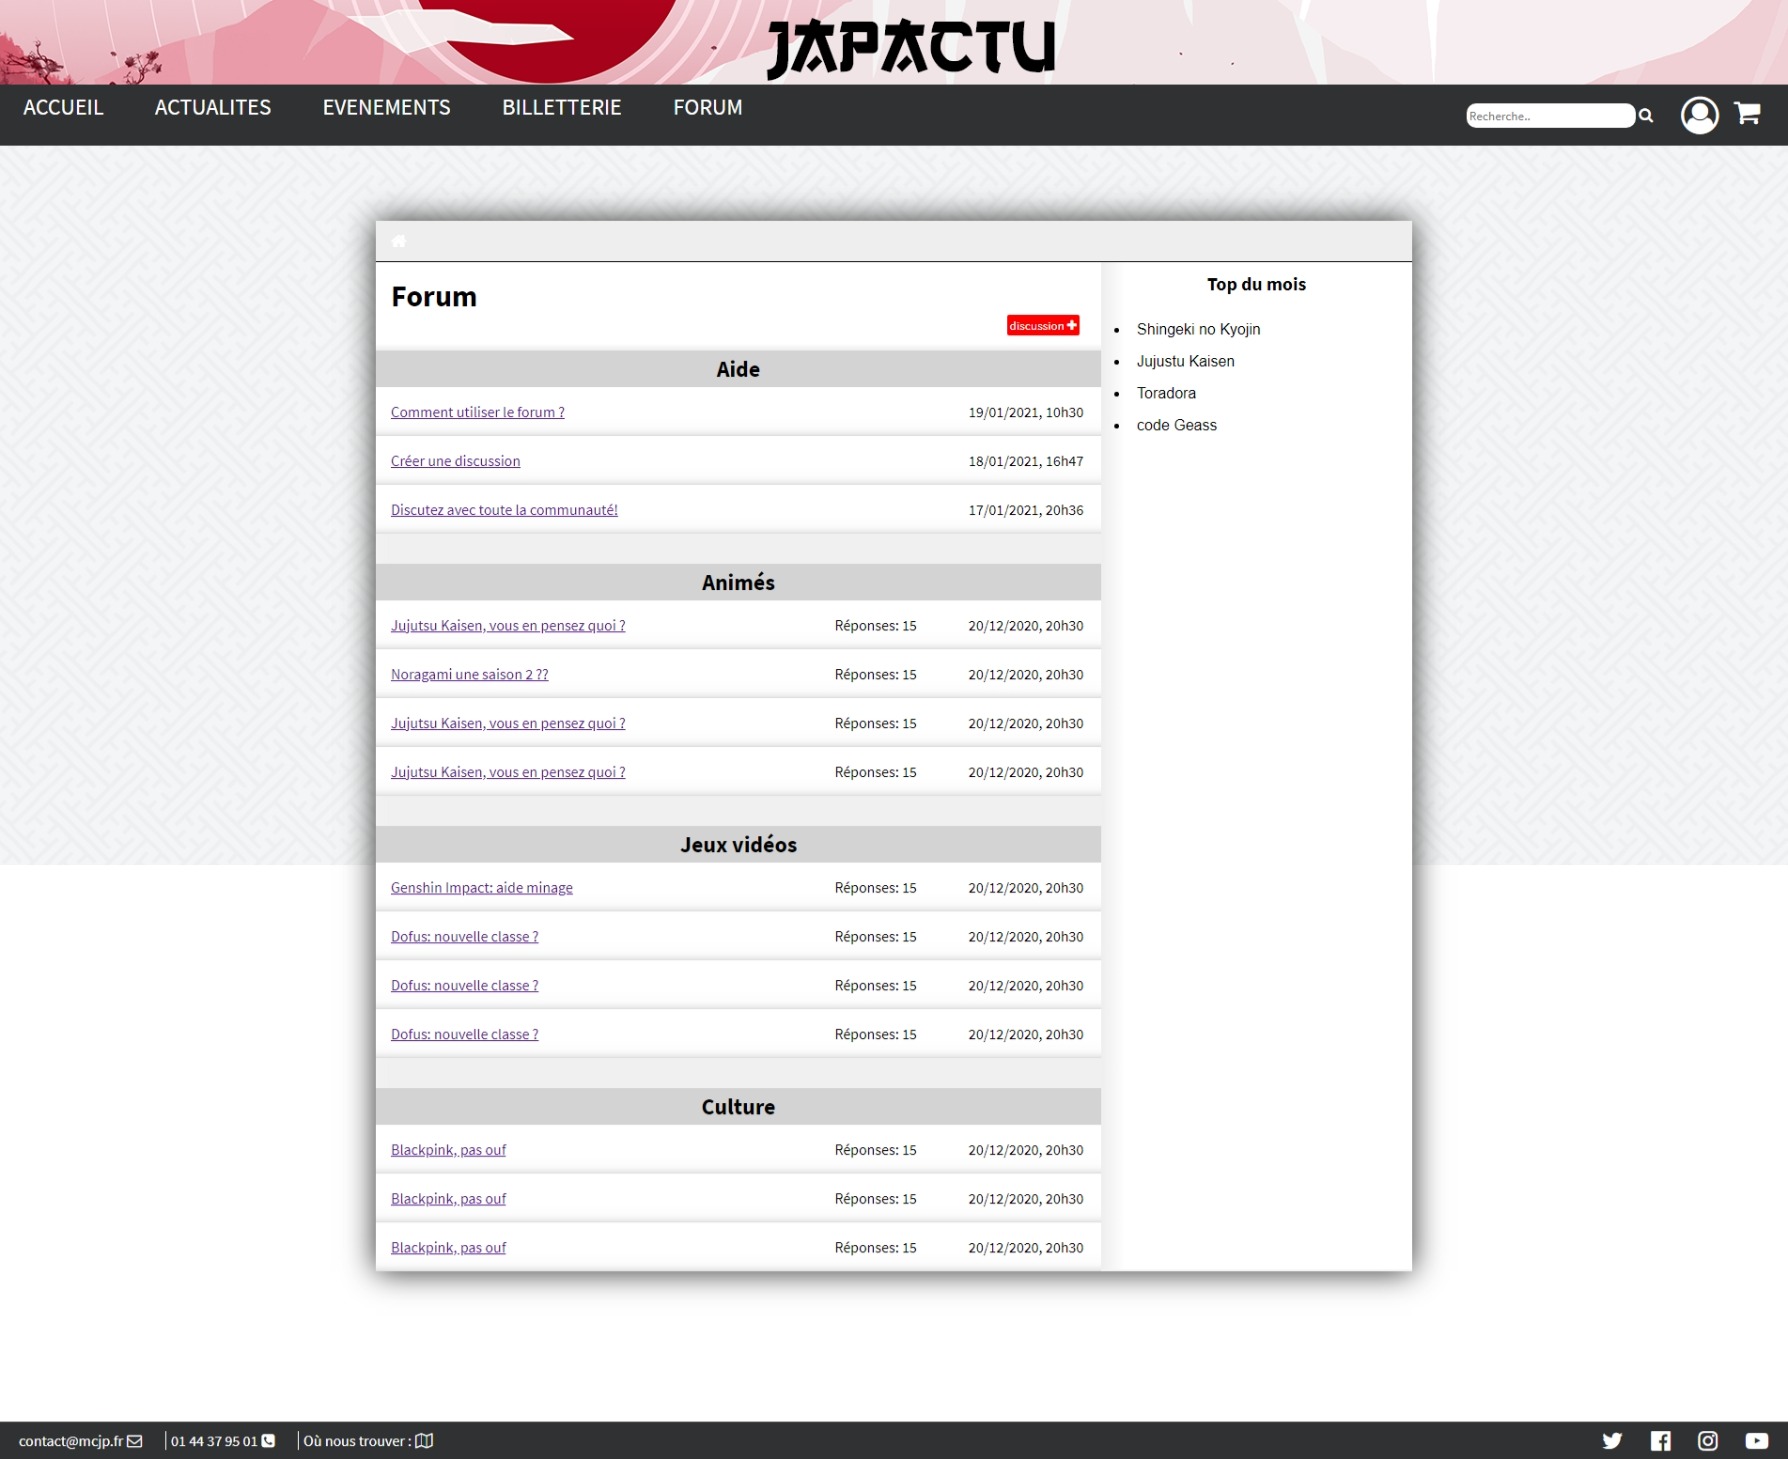 JAPACTU
ACCUEIL ACTUALITES EVENEMENTS BILLETTERIE FORUM
Recherche..
Forum
discussion
Aide
Comment utiliser le forum ? 19/01/2021, 10h30
Créer une discussion 18/01/2021, 16h47
Discutez avec toute la communauté! 17/01/2021, 20h36
Animés
Jujutsu Kaisen, vous en pensez quoi ? Réponses: 15 20/12/2020, 20h30
Noragami une saison 2 ?? Réponses: 15 20/12/2020, 20h30
Jujutsu Kaisen, vous en pensez quoi ? Réponses: 15 20/12/2020, 20h30
Jujutsu Kaisen, vous en pensez quoi ? Réponses: 15 20/12/2020, 20h30
Jeux vidéos
Genshin Impact: aide minage Réponses: 15 20/12/2020, 20h30
Dofus: nouvelle classe ? Réponses: 15 20/12/2020, 20h30
Dofus: nouvelle classe ? Réponses: 15 20/12/2020, 20h30
Dofus: nouvelle classe ? Réponses: 15 20/12/2020, 20h30
Culture
Blackpink, pas ouf Réponses: 15 20/12/2020, 20h30
Blackpink, pas ouf Réponses: 15 20/12/2020, 20h30
Blackpink, pas ouf Réponses: 15 20/12/2020, 20h30
Top du mois
Shingeki no Kyojin
Jujustu Kaisen
Toradora
code Geass
contact@mcjp.fr 01 44 37 95 01 Où nous trouver :